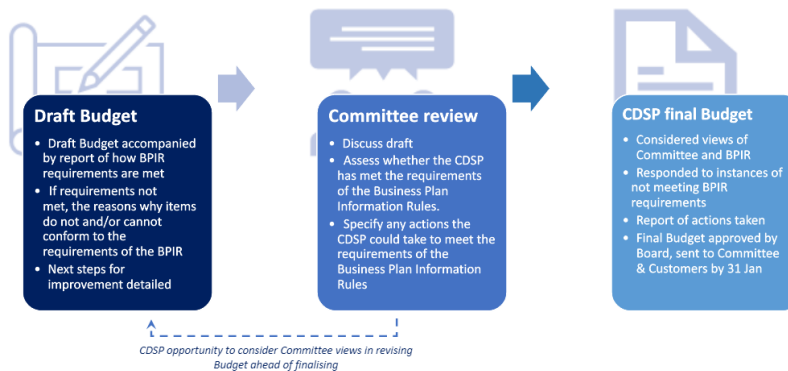 Draft Budget
• Draft Budget accompanied
by report of how BPIR
requirements are met
• If requirements not
met, the reasons why items
do not and/or cannot
conform to the
requirements of the BPIR
• Next steps for
improvement detailed
Committee review
• Discuss draft
• Assess whether the CDSP
has met the requirements
of the Business Plan
Information Rules.
• Specify any actions the
CDSP could take to meet the
requirements of the
Business Plan Information
Rules
CDSP final Budget
• Considered views of
Committee and BPIR
• Responded to instances of
not meeting BPIR
requirements
• Report of actions taken
• Final Budget approved by
Board, sent to Committee
& Customers by 31 Jan
CDSP opportunity to consider Committee views in revising
Budget ahead of finalising